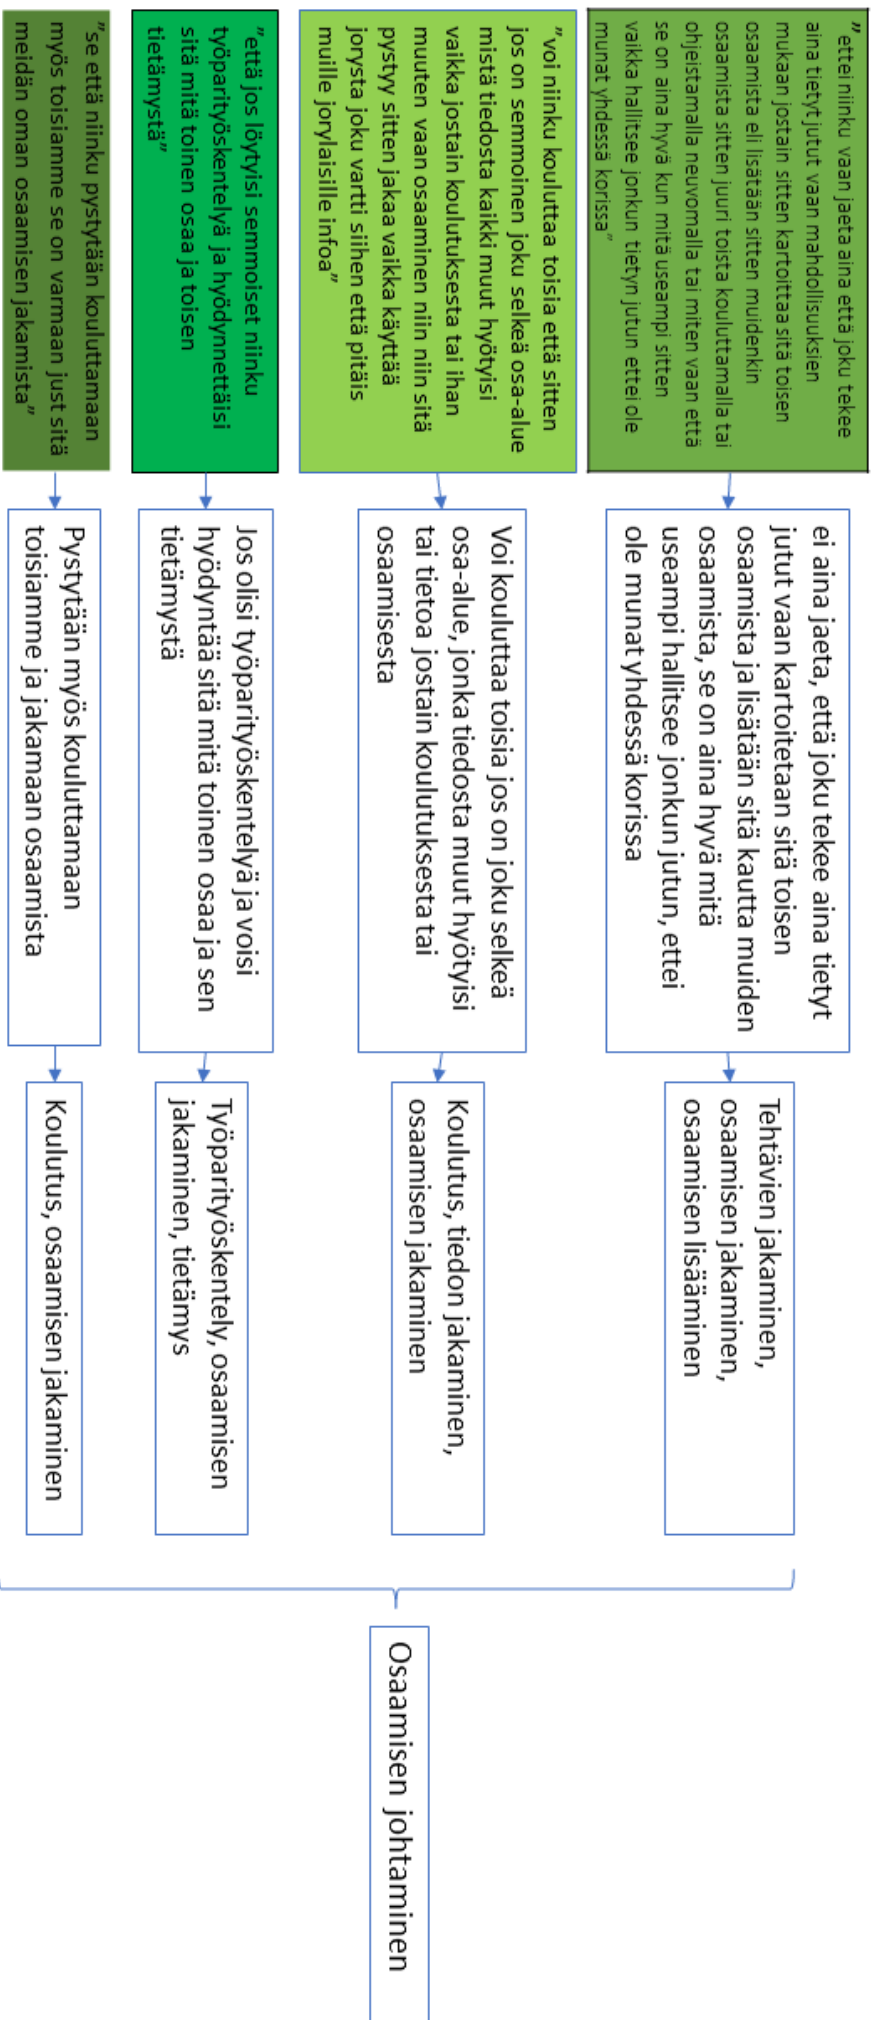 ”ettei niinku vaan jaeta aina että joku tekee
aina tietyt jutut vaan mahdollisuuksien
mukaan jostain sitten kartoittaa sitä toisen
osaamista eli lisätään sitten muidenkin
osaamista sitten juuri toista kouluttamalla tai
ohjeistamalla neuvomalla tai miten vaan että
se on aina hyvä kun mitä useampi sitten
vaikka hallitsee jonkun tietyn jutun ettei ole
munat yhdessä korissa”
ei aina jaeta, että joku tekee aina tietyt
jutut vaan kartoitetaan sitä toisen
osaamista ja lisätään sitä kautta muiden
osaamista, se on aina hyvä mitä
useampi hallitsee jonkun jutun, ettei
ole munat yhdessä korissa
Tehtävien jakaminen,
osaamisen jakaminen,
osaamisen lisääminen
”voi niinku kouluttaa toisia että sitten
jos on semmoinen joku selkeä osa-alue
mistä tiedosta kaikki muut hyötyisi
vaikka jostain koulutuksesta tai ihan
muuten vaan osaaminen niin niin sitä
pystyy sitten jakaa vaikka käyttää
jorysta joku vartti siihen että pitäis
muille jorylaisille infoa”
Voi kouluttaa toisia jos on joku selkeä
osa-alue, jonka tiedosta muut hyötyisi
tai tietoa jostain koulutuksesta tai
osaamisesta
Koulutus, tiedon jakaminen,
osaamisen jakaminen
”että jos löytyisi semmoiset niinku
työparityöskentelyä ja hyödynnettäisi
sitä mitä toinen osaa ja toisen
tietämystä”
Jos olisi työparityöskentelyä ja voisi
hyödyntää sitä mitä toinen osaa ja sen
tietämystä
Työparityöskentely, osaamisen
jakaminen, tietämys
”se että niinku pystytään kouluttamaan
myös toisiamme se on varmaan just sitä
meidän oman osaamisen jakamista”
Pystytään myös kouluttamaan
toisiamme ja jakamaan osaamista
Koulutus, osaamisen jakaminen
Osaamisen johtaminen